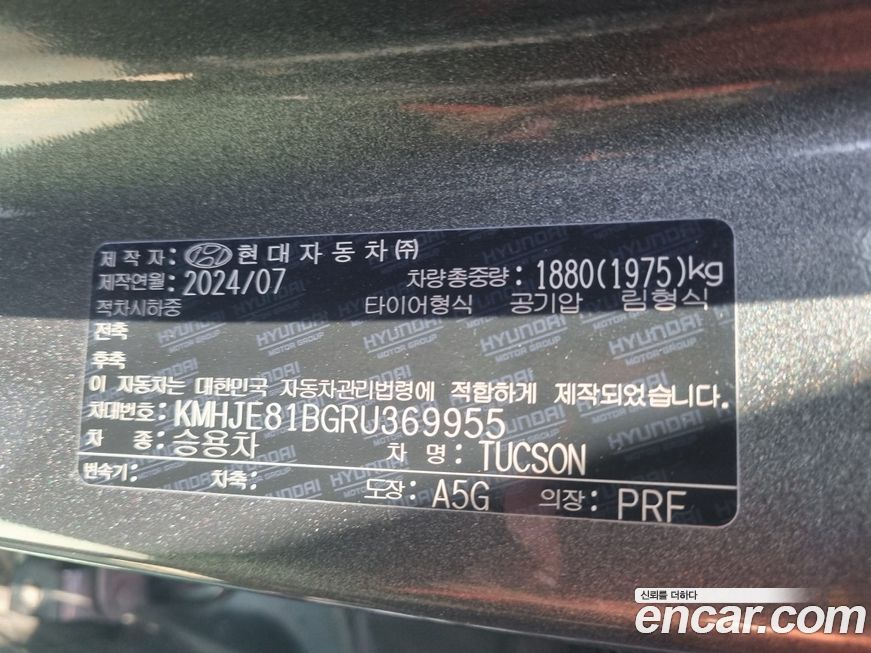 제작자: 현대자동차㈜
제작연월: 2024/07 차량총중량: 1880(1975)kg
적차시하중 타이어형식 공기압 림형식
전축
후축
이 자동차는 대한민국 자동차관리법령에 적합하게 제작되었습니다.
차대번호: KMHJE81BGRU369955
차종: 승용차 차명: TUCSON
변속기: 차축: 도장: A5G 의장: PRF
HYUNDAI
MOTOR GROUP
신뢰를 더하다
encar.com